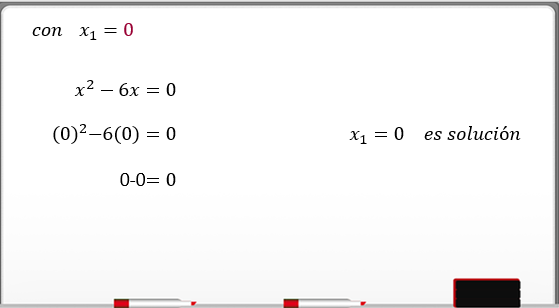 con x₁ = 0
x² − 6x = 0
(0)²−6(0) = 0 x₁ = 0 es solución
0-0= 0